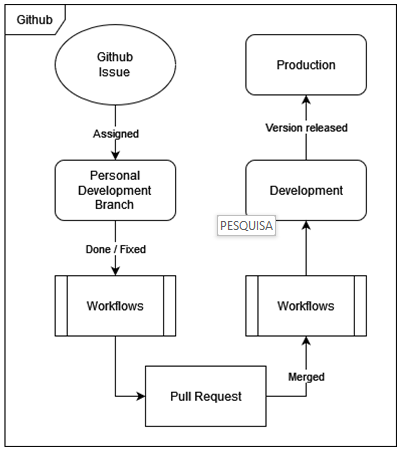 Github
Github
Issue
Assigned
Personal
Development
Branch
Done / Fixed
Workflows
Pull Request
Merged
Workflows
PESQUISA
Development
Version released
Production